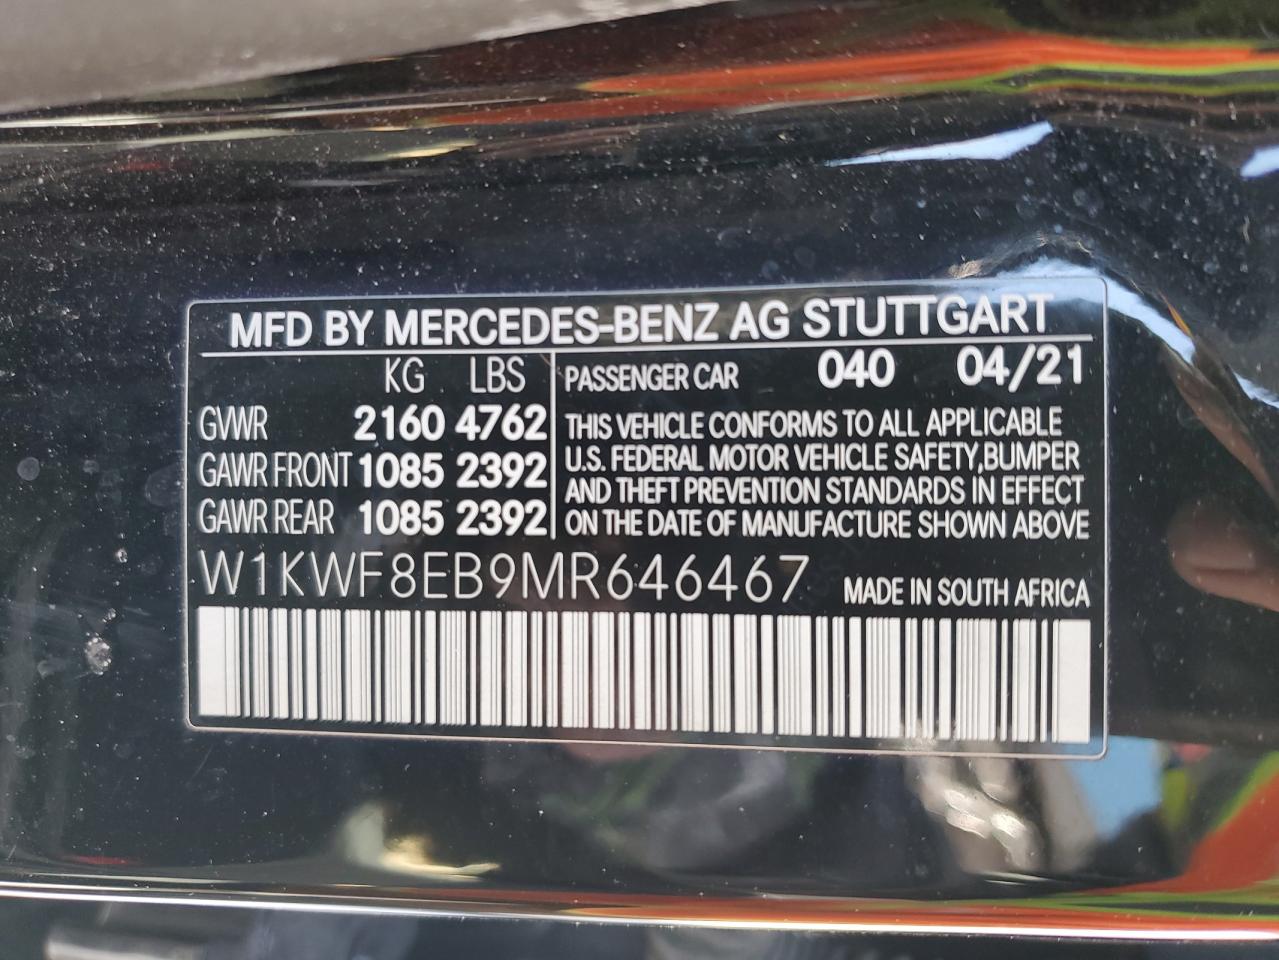 MFD BY MERCEDES-BENZ AG STUTTGART
KG LBS
GVWR 2160 4762
GAWR FRONT 1085 2392
GAWR REAR 1085 2392
PASSENGER CAR 040 04/21
THIS VEHICLE CONFORMS TO ALL APPLICABLE
U.S. FEDERAL MOTOR VEHICLE SAFETY,BUMPER
AND THEFT PREVENTION STANDARDS IN EFFECT
ON THE DATE OF MANUFACTURE SHOWN ABOVE
W1KWF8EB9MR646467 MADE IN SOUTH AFRICA